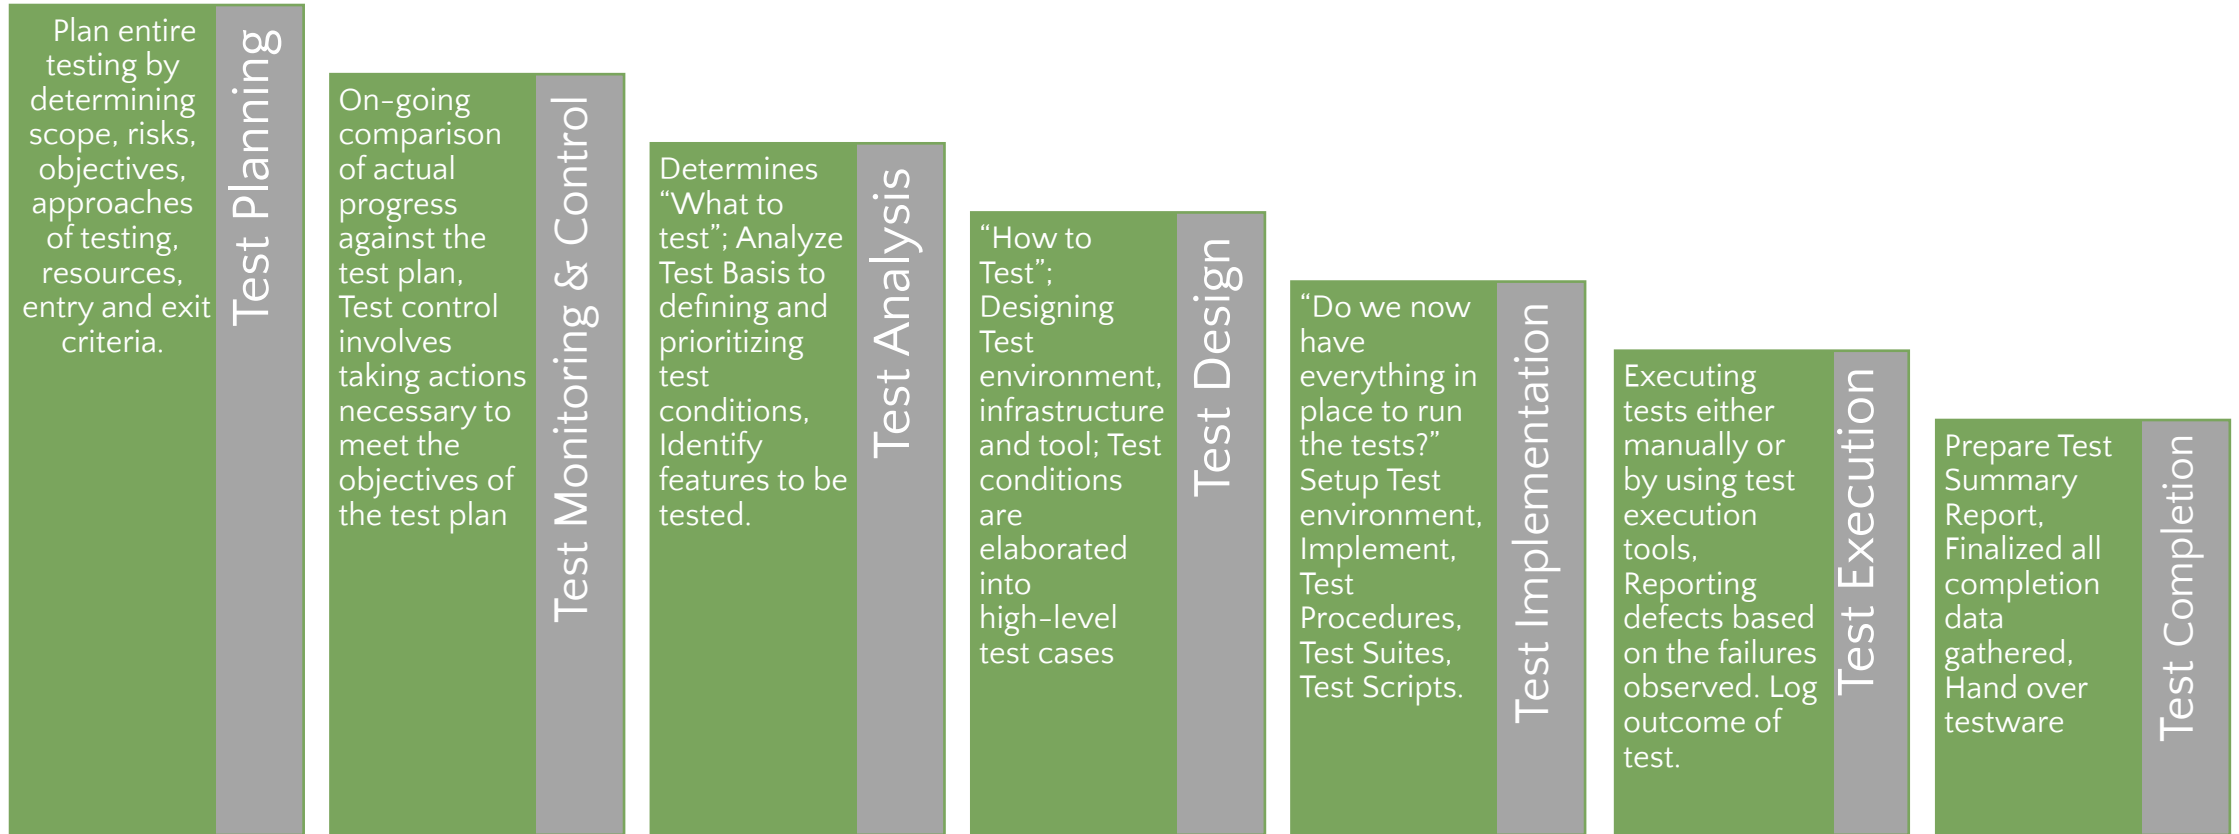 Plan entire
testing by
determining
scope, risks,
objectives,
approaches
of testing,
resources,
entry and exit
criteria.
Test Planning
On-going
comparison
of actual
progress
against the
test plan,
Test control
involves
taking actions
necessary to
meet the
objectives of
the test plan
Test Monitoring & Control
Determines
“What to
test”; Analyze
Test Basis to
defining and
prioritizing
test
conditions,
Identify
features to be
tested.
Test Analysis
“How to
Test”;
Designing
Test
environment,
infrastructure
and tool; Test
conditions
are
elaborated
into
high-level
test cases
Test Design
“Do we now
have
everything in
place to run
the tests?”
Setup Test
environment,
Implement,
Test
Procedures,
Test Suites,
Test Scripts.
Test Implementation
Executing
tests either
manually or
by using test
execution
tools,
Reporting
defects based
on the failures
observed. Log
outcome of
test.
Test Execution
Prepare Test
Summary
Report,
Finalized all
completion
data
gathered,
Hand over
testware
Test Completion